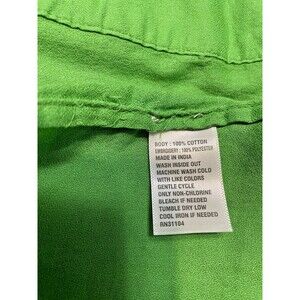 BODY : 100% COTTON
EMBROIDERY : 100% POLYESTER
MADE IN INDIA
WASH INSIDE OUT
MACHINE WASH COLD
WITH LIKE COLORS
GENTLE CYCLE
ONLY NON-CHLORINE
BLEACH IF NEEDED
TUMBLE DRY LOW
COOL IRON IF NEEDED
RN31104